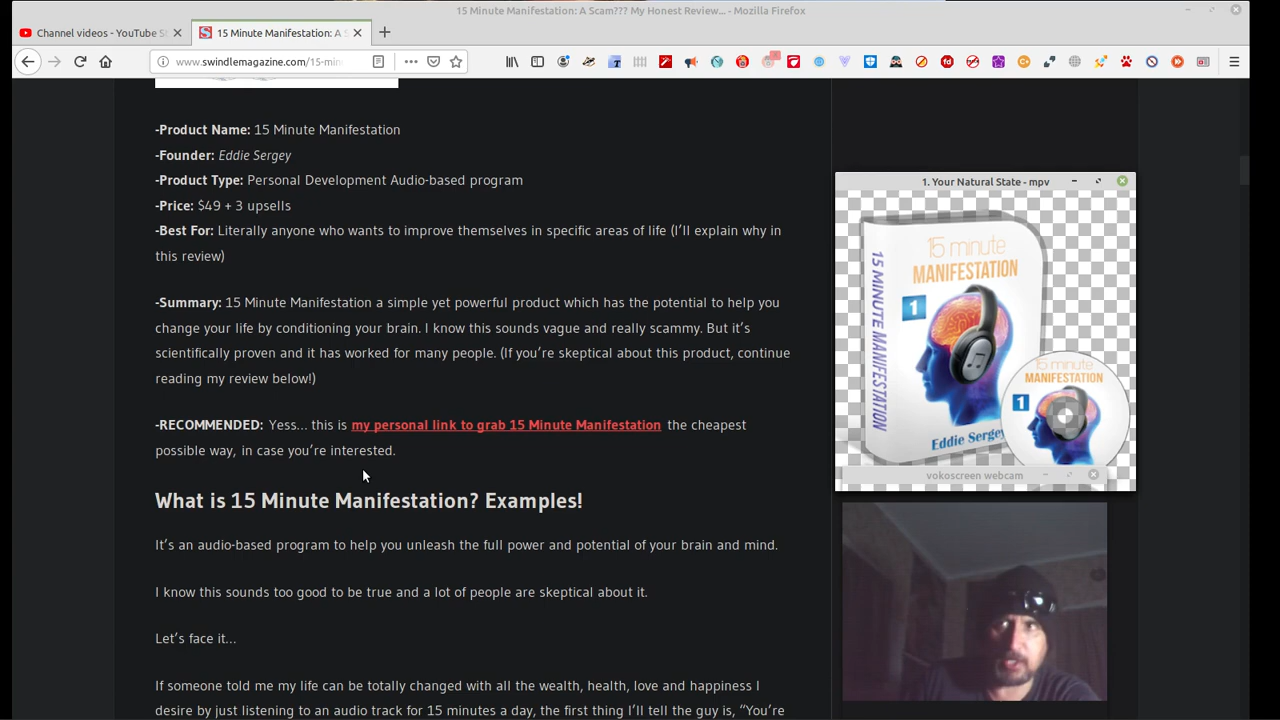 15 Minute Manifestation: A Scam??? My Honest Review... - Mozilla Firefox
Channel videos - YouTube S
15 Minute Manifestation: A S
www.swindlemagazine.com/15-min
-Product Name: 15 Minute Manifestation
-Founder: Eddie Sergey
-Product Type: Personal Development Audio-based program
-Price: $49 + 3 upsells
-Best For: Literally anyone who wants to improve themselves in specific areas of life (I'll explain why in
this review)
-Summary: 15 Minute Manifestation a simple yet powerful product which has the potential to help you
change your life by conditioning your brain. I know this sounds vague and really scammy. But it's
scientifically proven and it has worked for many people. (If you're skeptical about this product, continue
reading my review below!)
-RECOMMENDED: Yess... this is my personal link to grab 15 Minute Manifestation the cheapest
possible way, in case you're interested.
What is 15 Minute Manifestation? Examples!
It's an audio-based program to help you unleash the full power and potential of your brain and mind.
I know this sounds too good to be true and a lot of people are skeptical about it.
Let's face it...
If someone told me my life can be totally changed with all the wealth, health, love and happiness I
desire by just listening to an audio track for 15 minutes a day, the first thing I'll tell the guy is, "You're
1. Your Natural State - mpv
15 minute
MANIFESTATION
1
15 MINUTE MANIFESTATION
Eddie Sergey
15 minute
MANIFESTATION
1
vokoscreen webcam